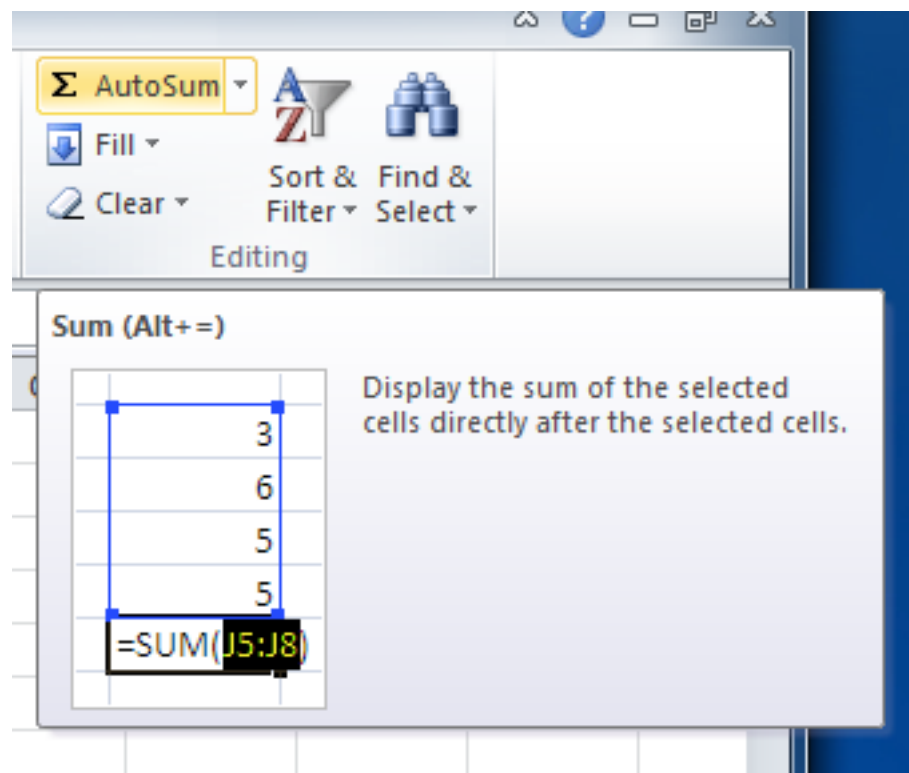 Σ AutoSum
Fill
Clear
Sort &
Filter
Find &
Select
Editing
Sum (Alt+=)
3
6
5
5
=SUM(J5:J8)
Display the sum of the selected
cells directly after the selected cells.